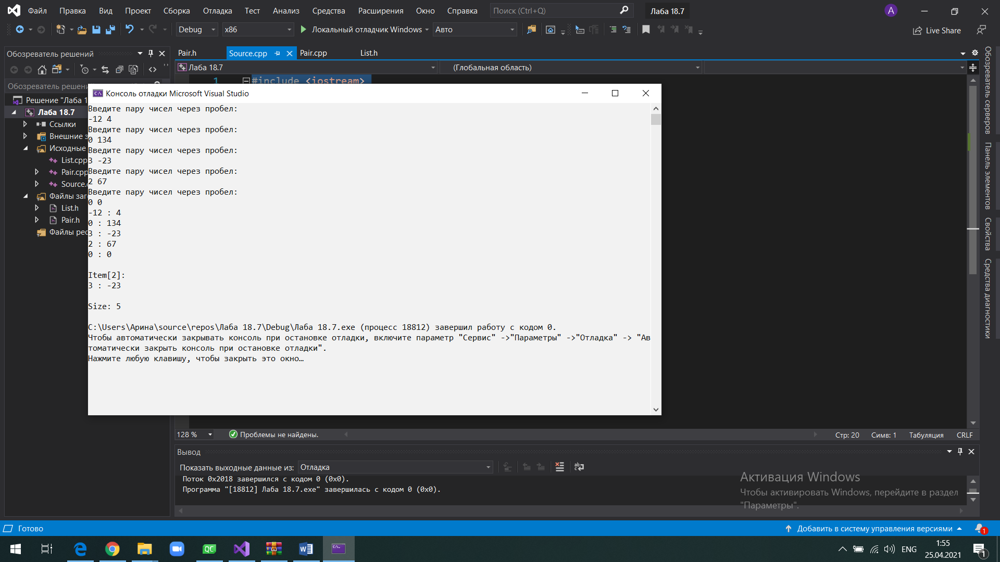 Файл Правка Вид Проект Сборка Отладка Тест Анализ Средства Расширения Окно Справка Поиск (Ctrl+Q) Лаба 18.7 A
Debug x86 Локальный отладчик Windows Авто Live Share
Обозреватель решений
Pair.h Source.cpp Pair.cpp List.h
Лаба 18.7 (Глобальная область)
1 #include <iostream>
Обозреватель решени
Решение "Лаба 1
Лаба 18.7
Ссылки
Внешние з
Исходные
List.cpp
Pair.cpp
Source.
Файлы заг
List.h
Pair.h
Файлы рес
Консоль отладки Microsoft Visual Studio
Введите пару чисел через пробел:
-12 4
Введите пару чисел через пробел:
0 134
Введите пару чисел через пробел:
3 -23
Введите пару чисел через пробел:
2 67
Введите пару чисел через пробел:
0 0
-12 : 4
0 : 134
3 : -23
2 : 67
0 : 0
Item[2]:
3 : -23
Size: 5
C:\Users\Арина\source\repos\Лаба 18.7\Debug\Лаба 18.7.exe (процесс 18812) завершил работу с кодом 0.
Чтобы автоматически закрывать консоль при остановке отладки, включите параметр "Сервис" ->"Параметры" ->"Отладка" -> "Ав
томатически закрыть консоль при остановке отладки".
Нажмите любую клавишу, чтобы закрыть это окно…
Обозреватель серверов
Панель элементов
Свойства
Средства диагностики
128 % Проблемы не найдены. Стр: 20 Симв: 1 Табуляция CRLF
Вывод
Показать выходные данные из: Отладка
Поток 0x2018 завершился с кодом 0 (0x0).
Программа "[18812] Лаба 18.7.exe" завершилась с кодом 0 (0x0).
Активация Windows
Чтобы активировать Windows, перейдите в раздел
"Параметры".
Готово Добавить в систему управления версиями 1
ENG 1:55
25.04.2021 1